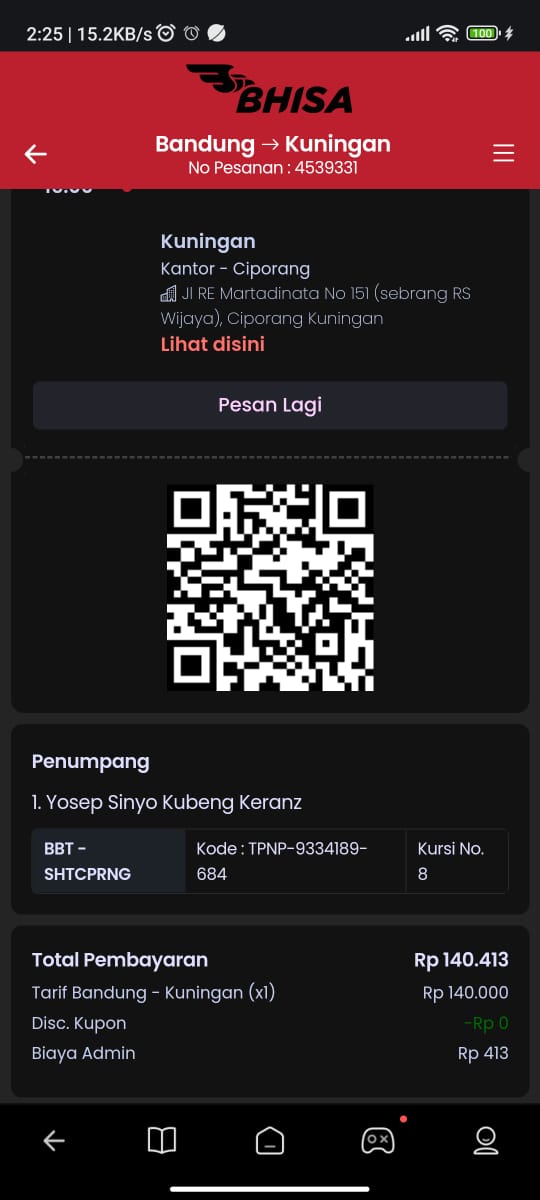 2:25 | 15.2KB/s
100
BHISA
Bandung → Kuningan
No Pesanan : 4539331
Kuningan
Kantor - Ciporang
Jl RE Martadinata No 151 (sebrang RS
Wijaya), Ciporang Kuningan
Lihat disini
Pesan Lagi
Penumpang
1. Yosep Sinyo Kubeng Keranz
BBT - SHTCPRNG
Kode : TPNP-9334189-684
Kursi No. 8
Total Pembayaran Rp 140.413
Tarif Bandung - Kuningan (x1) Rp 140.000
Disc. Kupon -Rp 0
Biaya Admin Rp 413